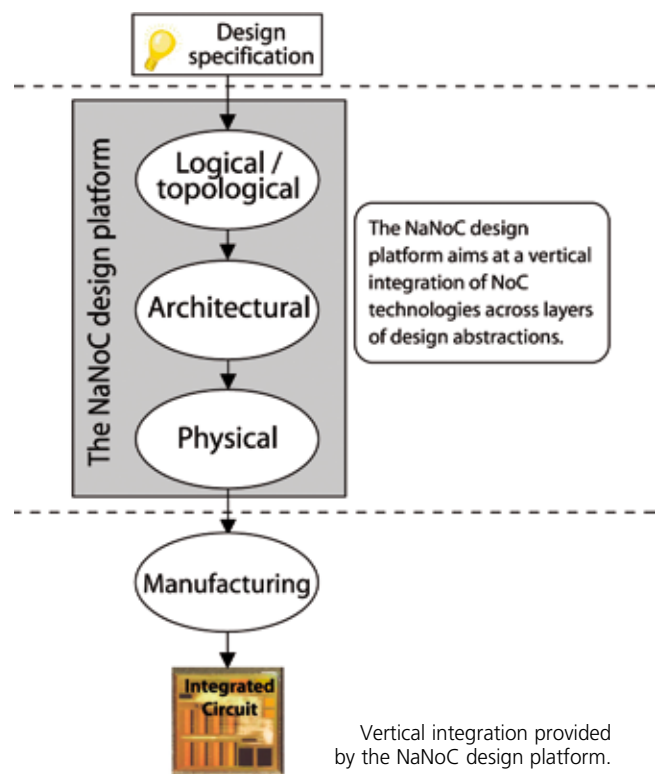 Design
specification
The NaNoC design platform
Logical /
topological
Architectural
Physical
The NaNoC design
platform aims at a vertical
integration of NoC
technologies across layers
of design abstractions.
Manufacturing
Integrated
Circuit
Vertical integration provided
by the NaNoC design platform.